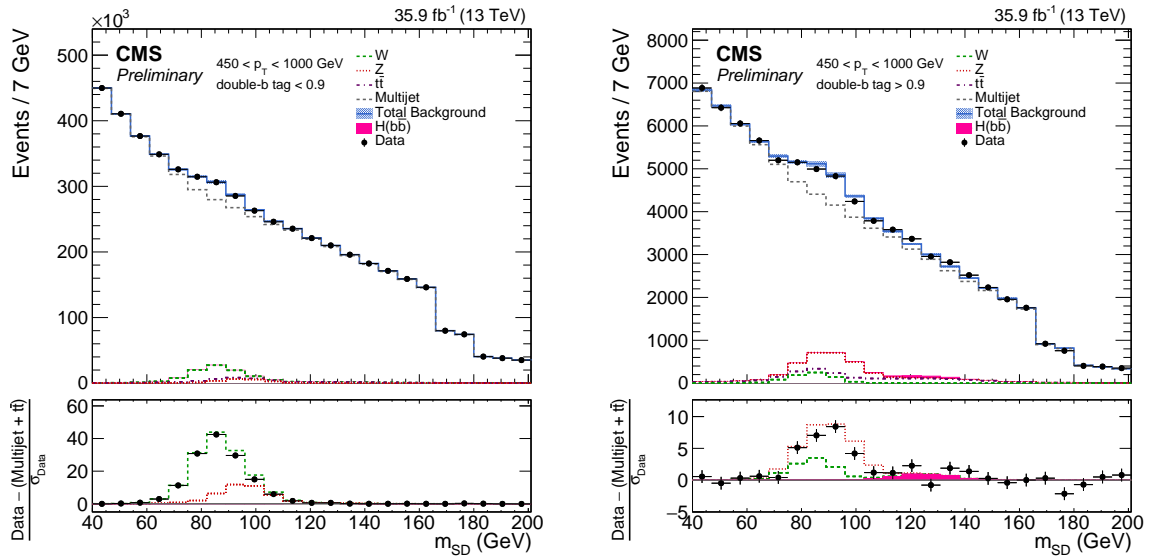 ×10³ 35.9 fb⁻¹ (13 TeV)
500
400
300
200
100
0
Events / 7 GeV
CMS
Preliminary
450 < p_T < 1000 GeV
double-b tag < 0.9
W
Z
tt̄
Multijet
Total Background
H(bb̄)
Data
60
40
20
0
Data − (Multijet + tt̄)
σ_Data
40 60 80 100 120 140 160 180 200
m_SD (GeV)
35.9 fb⁻¹ (13 TeV)
8000
7000
6000
5000
4000
3000
2000
1000
0
Events / 7 GeV
CMS
Preliminary
450 < p_T < 1000 GeV
double-b tag > 0.9
W
Z
tt̄
Multijet
Total Background
H(bb̄)
Data
10
5
0
−5
Data − (Multijet + tt̄)
σ_Data
40 60 80 100 120 140 160 180 200
m_SD (GeV)